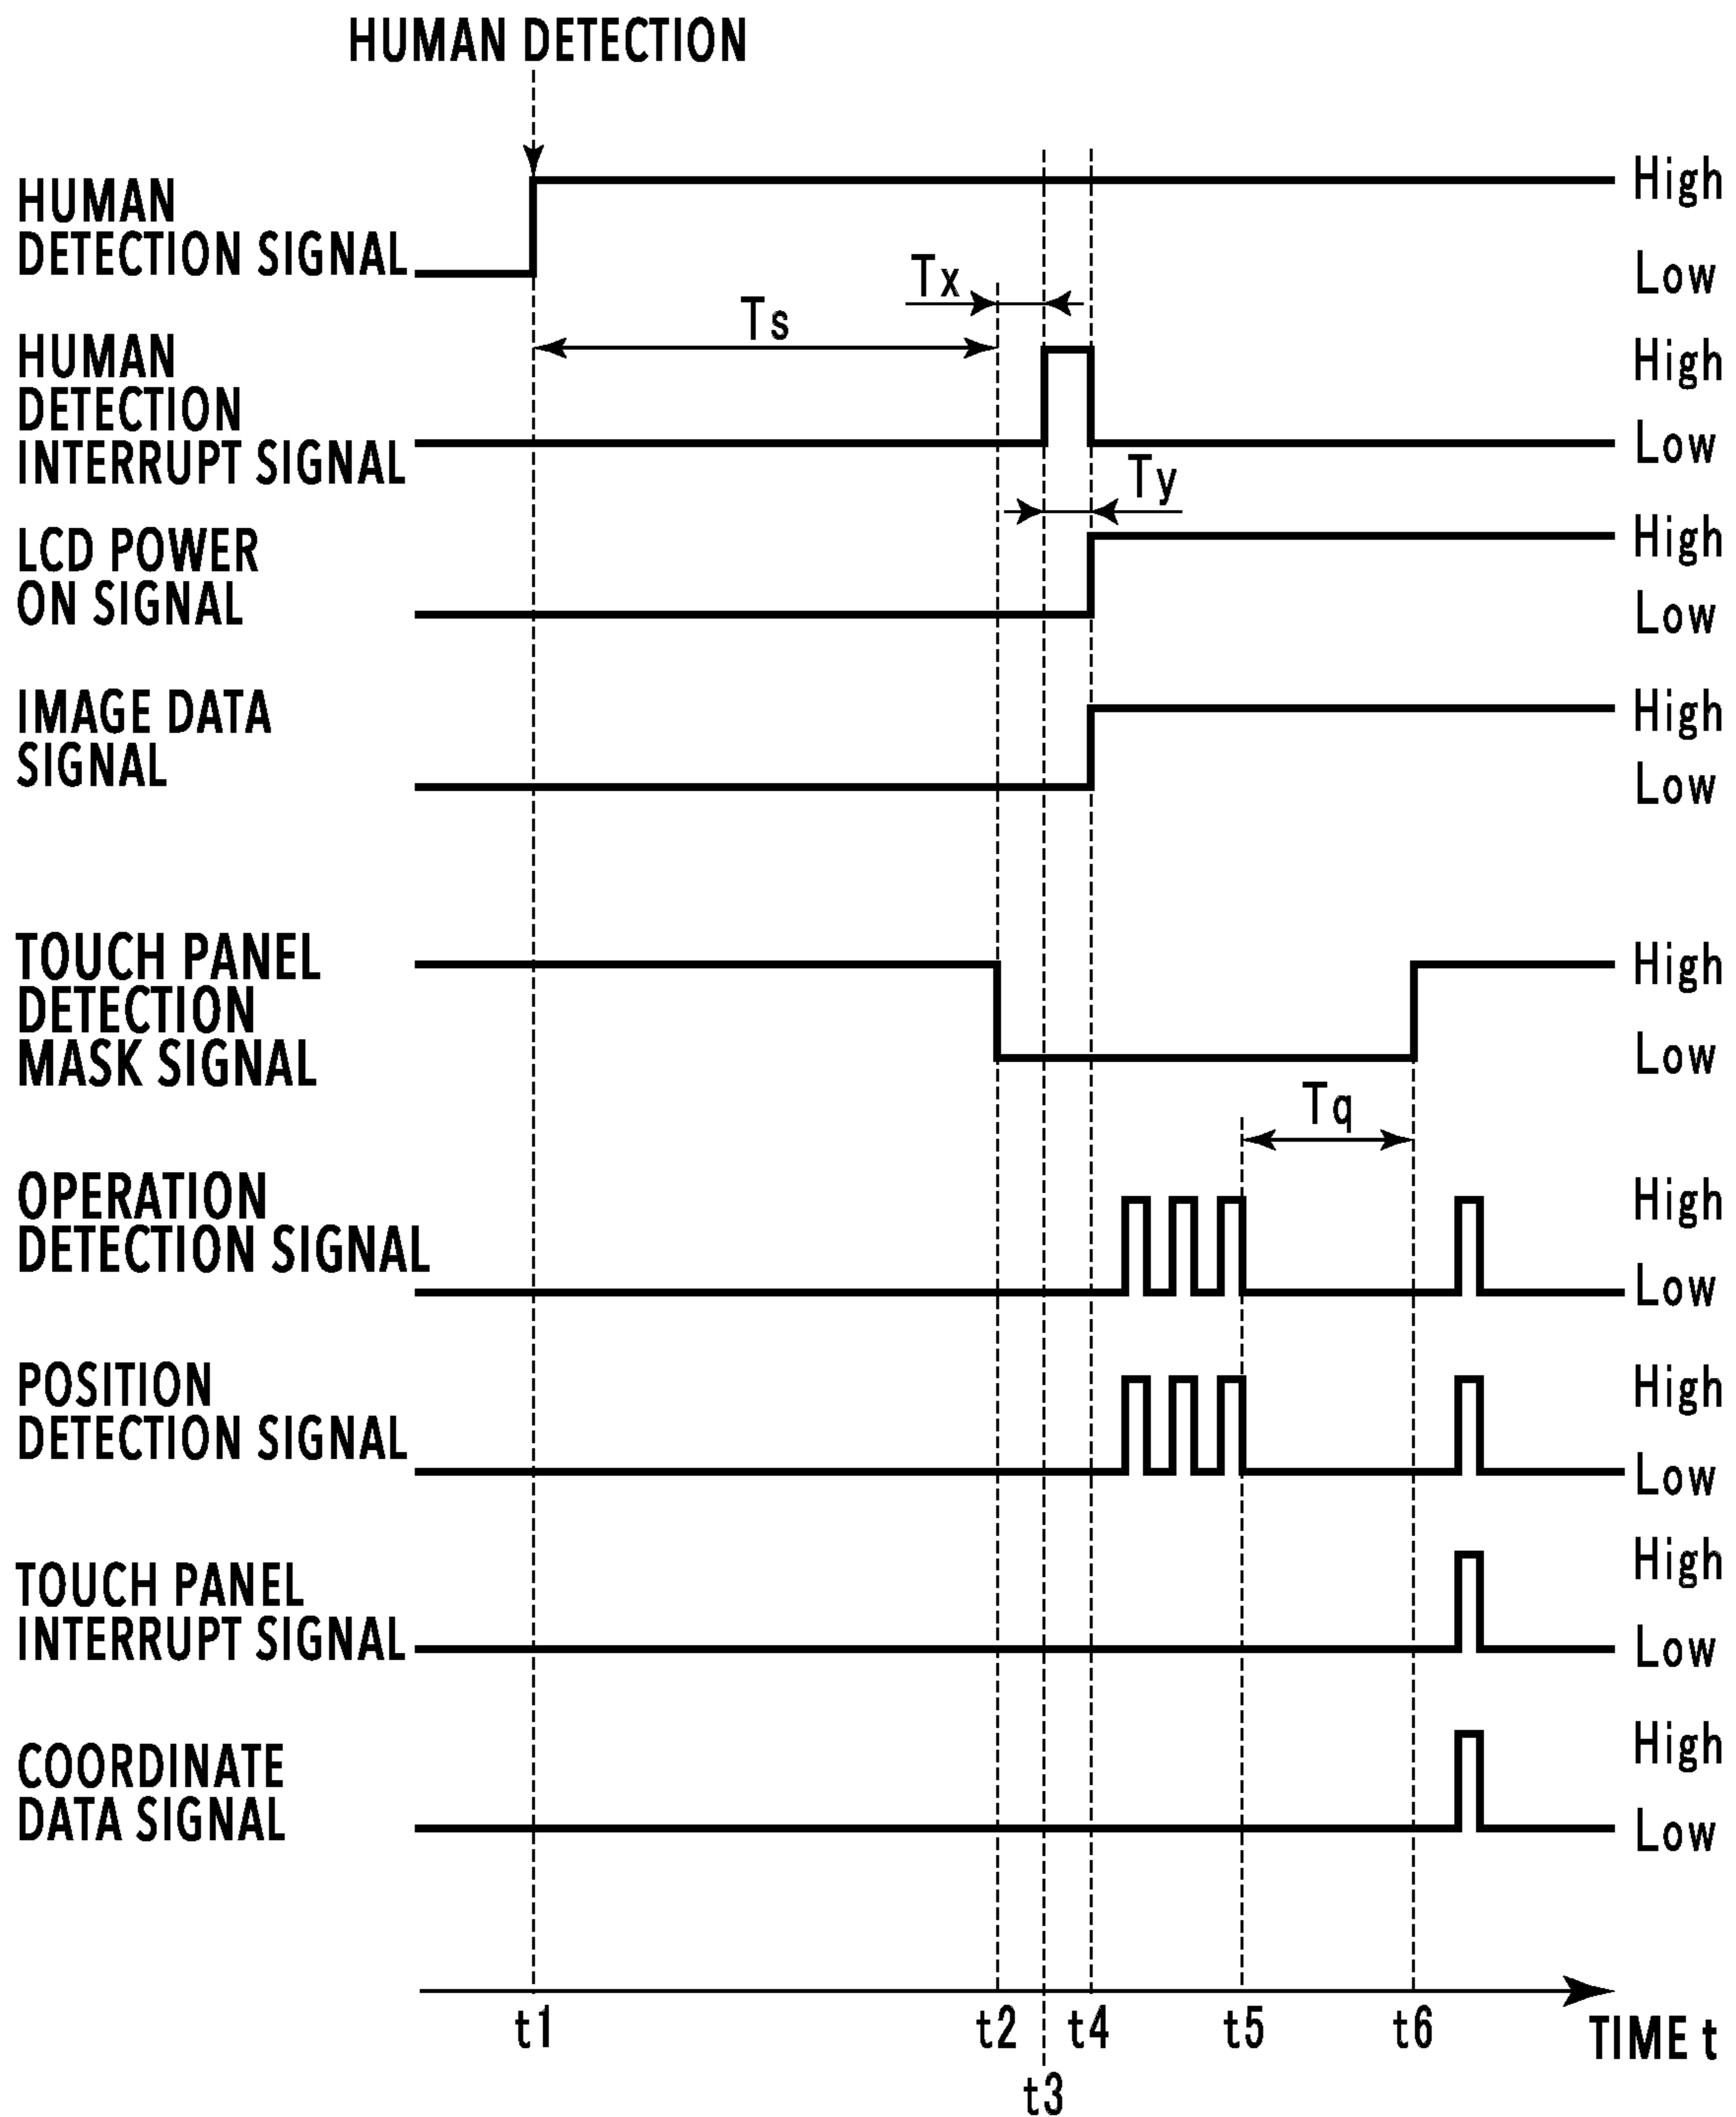 HUMAN DETECTION
HUMAN
DETECTION SIGNAL
High
Low
Tx
Ts
HUMAN
DETECTION
INTERRUPT SIGNAL
High
Low
Ty
LCD POWER
ON SIGNAL
High
Low
IMAGE DATA
SIGNAL
High
Low
TOUCH PANEL
DETECTION
MASK SIGNAL
High
Low
Tq
OPERATION
DETECTION SIGNAL
High
Low
POSITION
DETECTION SIGNAL
High
Low
TOUCH PANEL
INTERRUPT SIGNAL
High
Low
COORDINATE
DATA SIGNAL
High
Low
t1 t2 t4 t5 t6 TIME t
t3